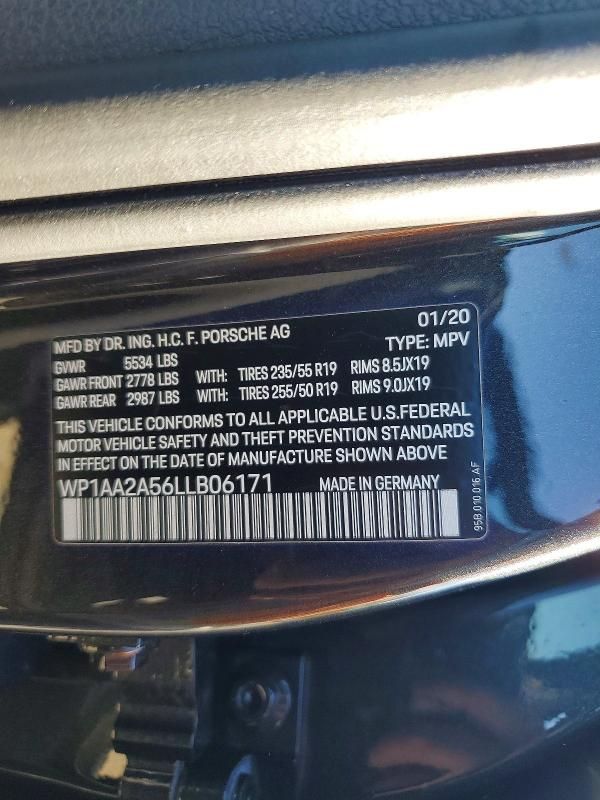 MFD BY DR. ING. H.C. F. PORSCHE AG 01/20
GVWR 5534 LBS TYPE: MPV
GAWR FRONT 2778 LBS WITH: TIRES 235/55 R19 RIMS 8.5JX19
GAWR REAR 2987 LBS WITH: TIRES 255/50 R19 RIMS 9.0JX19
THIS VEHICLE CONFORMS TO ALL APPLICABLE U.S.FEDERAL
MOTOR VEHICLE SAFETY AND THEFT PREVENTION STANDARDS
IN EFFECT ON THE DATE OF MANUFACTURE SHOWN ABOVE
WP1AA2A56LLB06171 MADE IN GERMANY
95B.010.016.AF